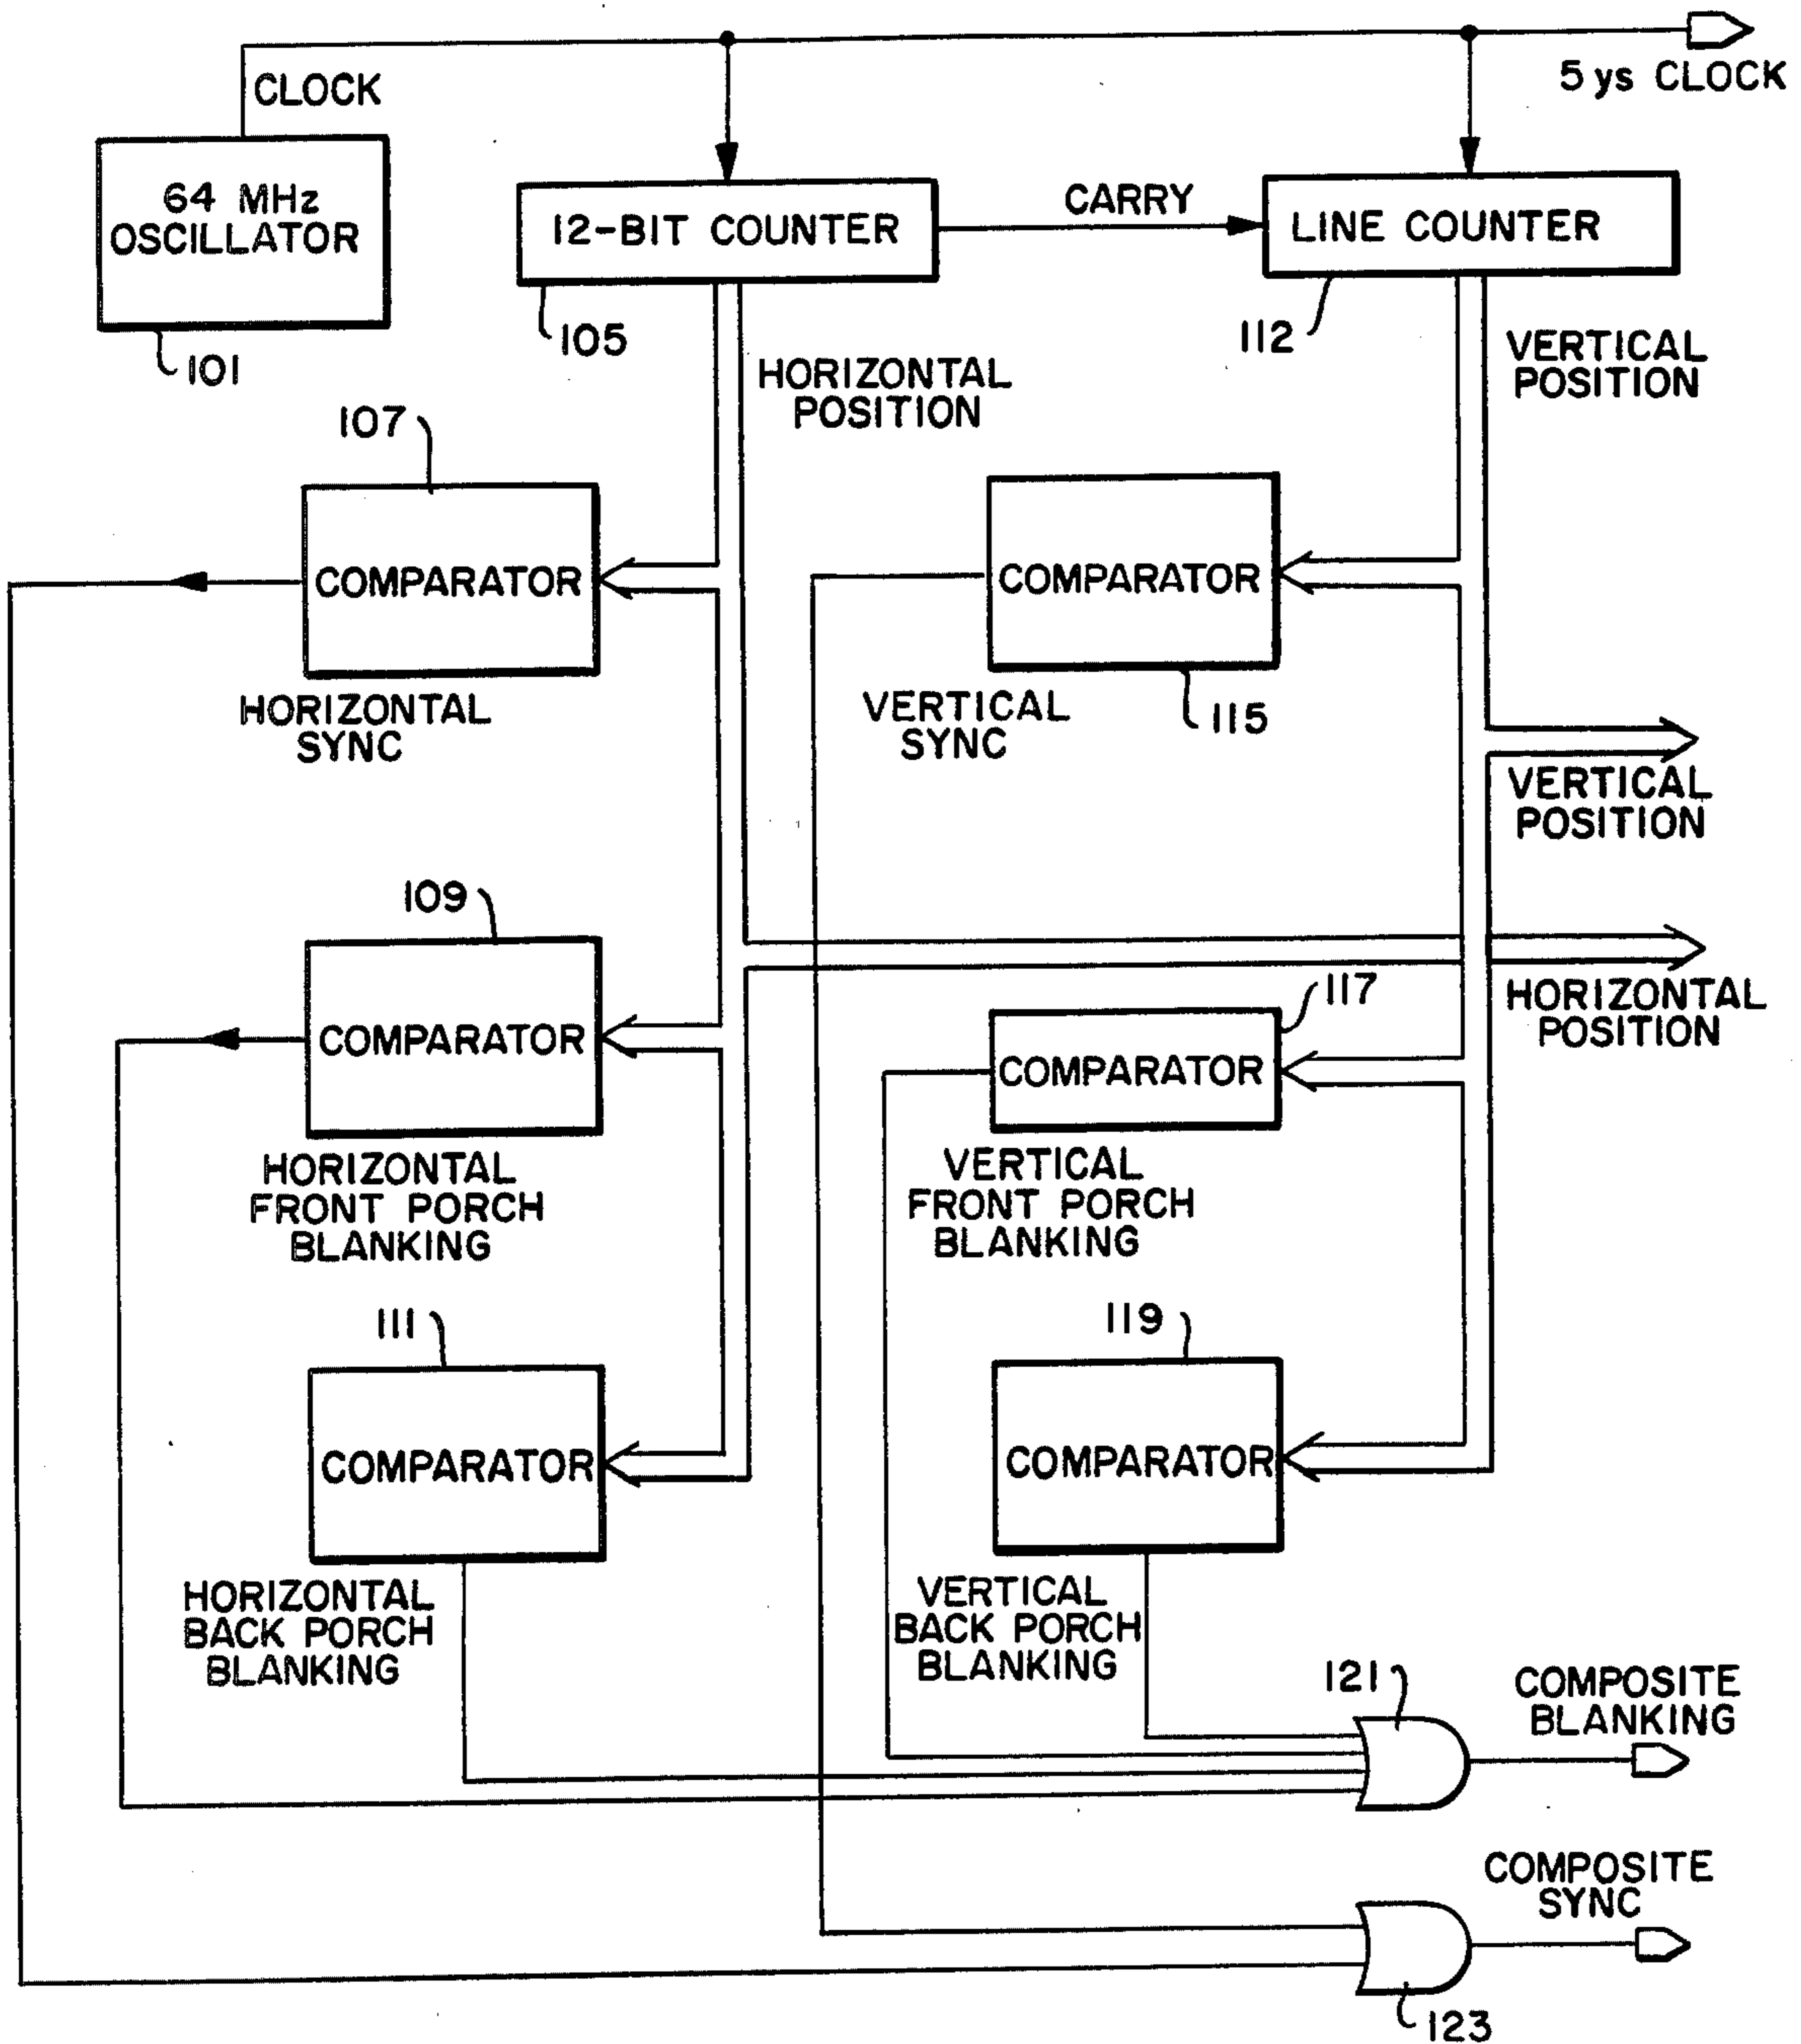 CLOCK
5 ys CLOCK
64 MHz
OSCILLATOR
101
12-BIT COUNTER
105
CARRY
LINE COUNTER
112
HORIZONTAL
POSITION
VERTICAL
POSITION
107
COMPARATOR
HORIZONTAL
SYNC
COMPARATOR
VERTICAL
SYNC
115
VERTICAL
POSITION
109
COMPARATOR
HORIZONTAL
FRONT PORCH
BLANKING
117
HORIZONTAL
POSITION
COMPARATOR
VERTICAL
FRONT PORCH
BLANKING
111
COMPARATOR
HORIZONTAL
BACK PORCH
BLANKING
119
COMPARATOR
VERTICAL
BACK PORCH
BLANKING
121
COMPOSITE
BLANKING
COMPOSITE
SYNC
123